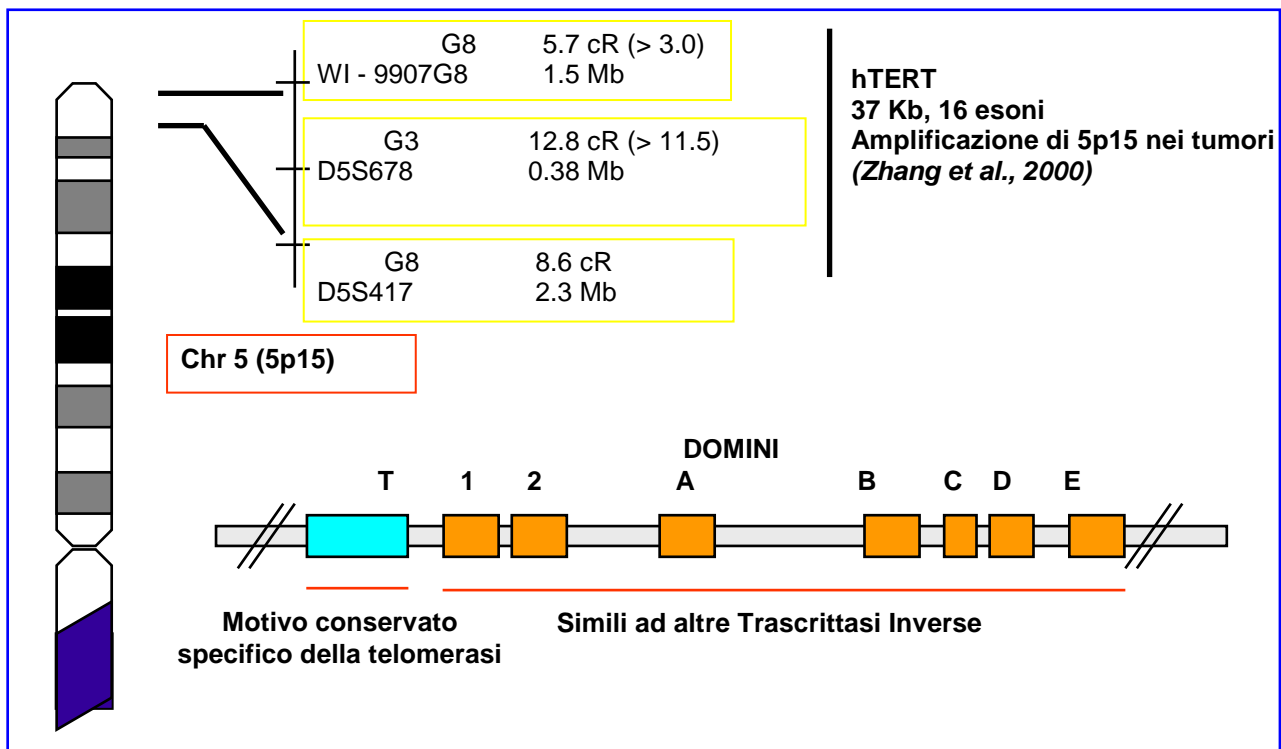 G8 5.7 cR (> 3.0)
WI - 9907G8 1.5 Mb
G3 12.8 cR (> 11.5)
D5S678 0.38 Mb
G8 8.6 cR
D5S417 2.3 Mb
hTERT
37 Kb, 16 esoni
Amplificazione di 5p15 nei tumori
(Zhang et al., 2000)
Chr 5 (5p15)
DOMINI
T 1 2 A B C D E
Motivo conservato
specifico della telomerasi
Simili ad altre Trascrittasi Inverse